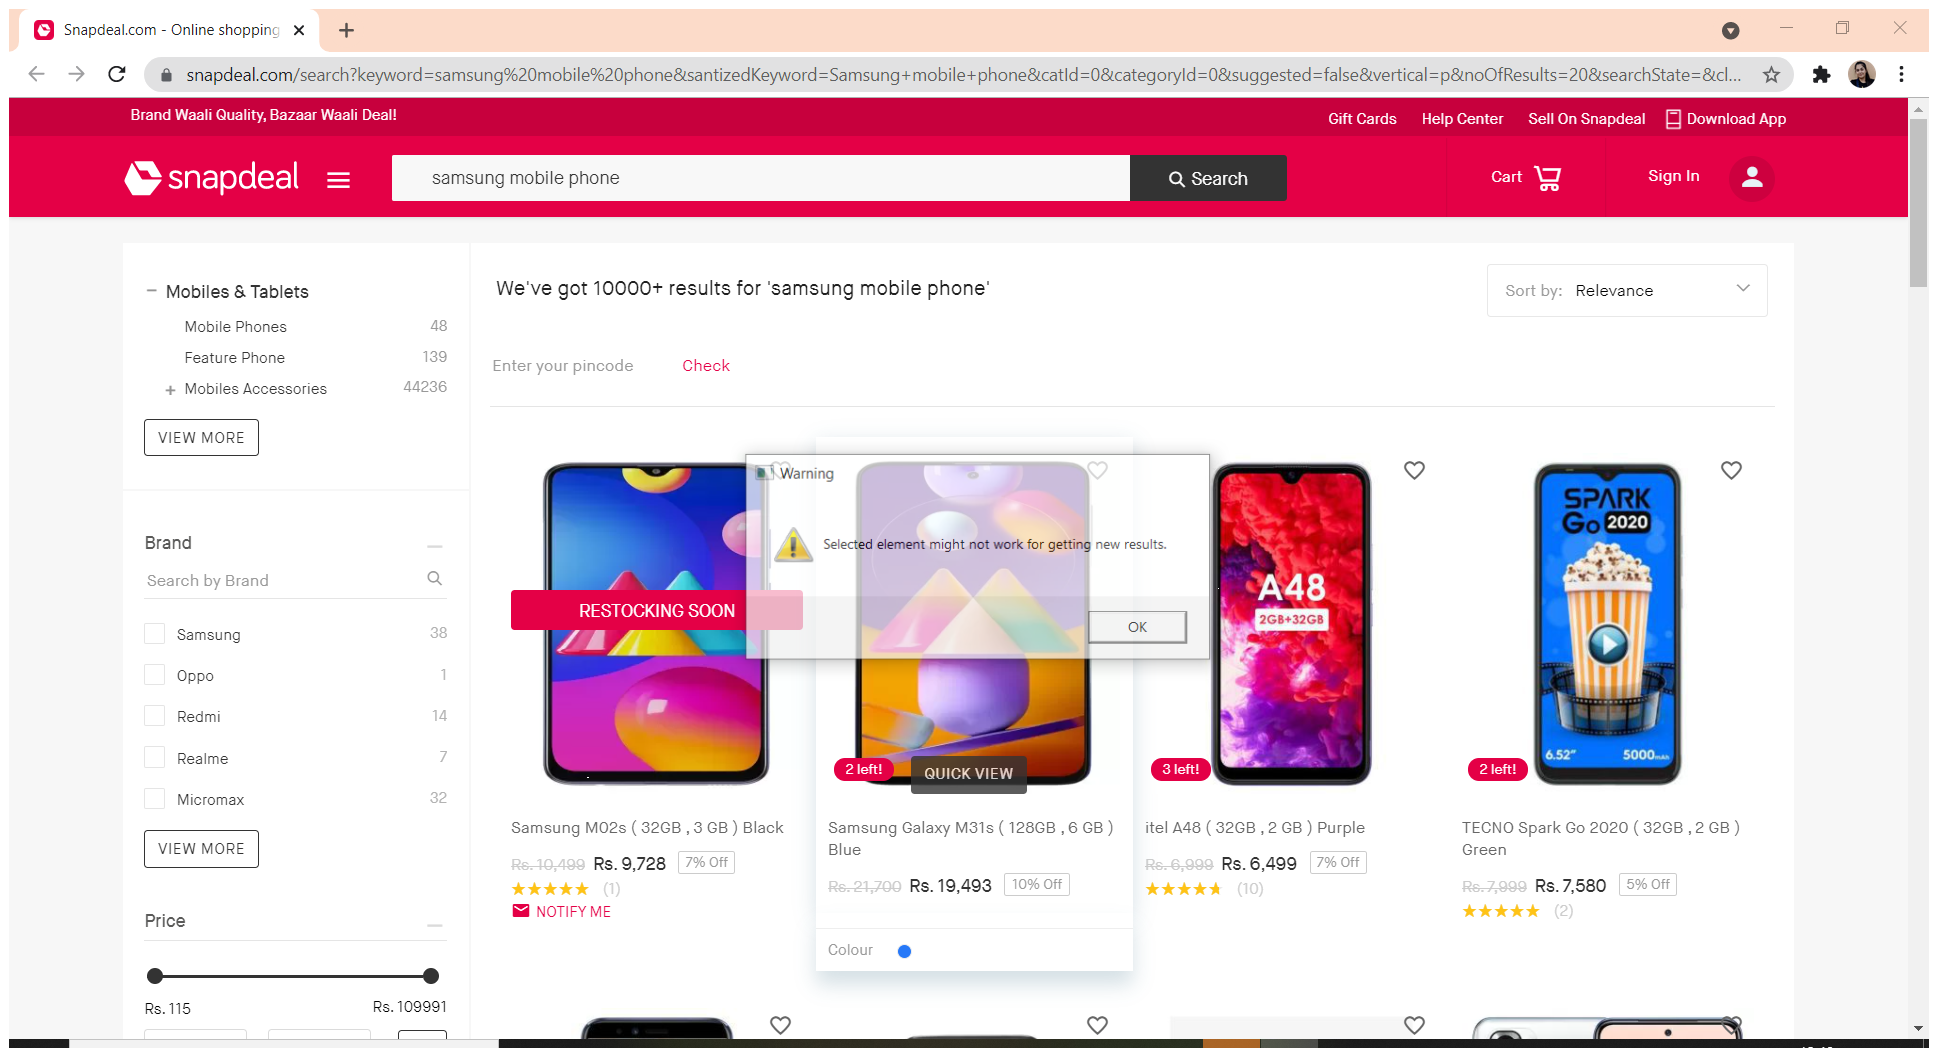 Snapdeal.com - Online shopping
snapdeal.com/search?keyword=samsung%20mobile%20phone&santizedKeyword=Samsung+mobile+phone&catId=0&categoryId=0&suggested=false&vertical=p&noOfResults=20&searchState=&cl...
Brand Waali Quality, Bazaar Waali Deal!
Gift Cards Help Center Sell On Snapdeal Download App
snapdeal
samsung mobile phone
Search
Cart
Sign In
Mobiles & Tablets
Mobile Phones 48
Feature Phone 139
+ Mobiles Accessories 44236
VIEW MORE
We've got 10000+ results for 'samsung mobile phone'
Sort by: Relevance
Enter your pincode Check
Brand
Search by Brand
Samsung 38
Oppo 1
Redmi 14
Realme 7
Micromax 32
VIEW MORE
Price
Rs. 115 Rs. 109991
Warning
Selected element might not work for getting new results.
OK
RESTOCKING SOON
Samsung M02s ( 32GB , 3 GB ) Black
Rs. 10,499 Rs. 9,728 7% Off
(1)
NOTIFY ME
2 left!
QUICK VIEW
Samsung Galaxy M31s ( 128GB , 6 GB )
Blue
Rs. 21,700 Rs. 19,493 10% Off
Colour
A48
2GB+32GB
3 left!
itel A48 ( 32GB , 2 GB ) Purple
Rs. 6,999 Rs. 6,499 7% Off
(10)
SPARK
Go 2020
6.52” 5000mAh
2 left!
TECNO Spark Go 2020 ( 32GB , 2 GB )
Green
Rs. 7,999 Rs. 7,580 5% Off
(2)